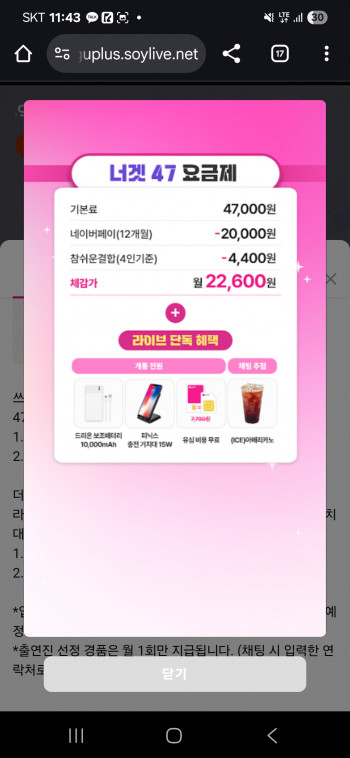 SKT 11:43
LTE
30
uplus.soylive.net
17
너겟 47 요금제
기본료 47,000원
네이버페이(12개월) -20,000원
참쉬운결합(4인기준) -4,400원
체감가 월 22,600원
+
라이브 단독 혜택
개통 전원 채팅 추첨
7,700원
드리온 보조배터리 10,000mAh
피닉스 충전 거치대 15W
유심 비용 무료
(ICE)아메리카노
쓰
47
1.
2.
더
라 치
대
1.
2.
예
정
*출연진 선정 경품은 월 1회만 지급됩니다. (채팅 시 입력한 연
락처로
닫기